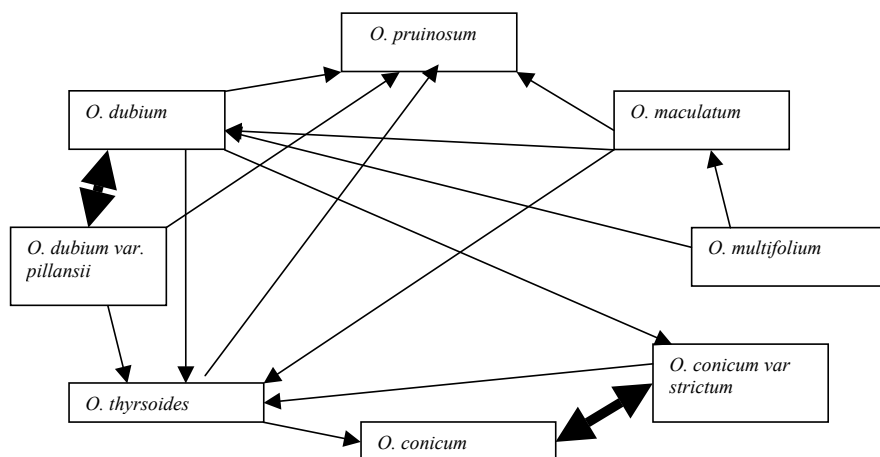 O. pruinosum
O. dubium
O. maculatum
O. dubium var.
pillansii
O. multifolium
O. conicum var
strictum
O. thyrsoides
O. conicum